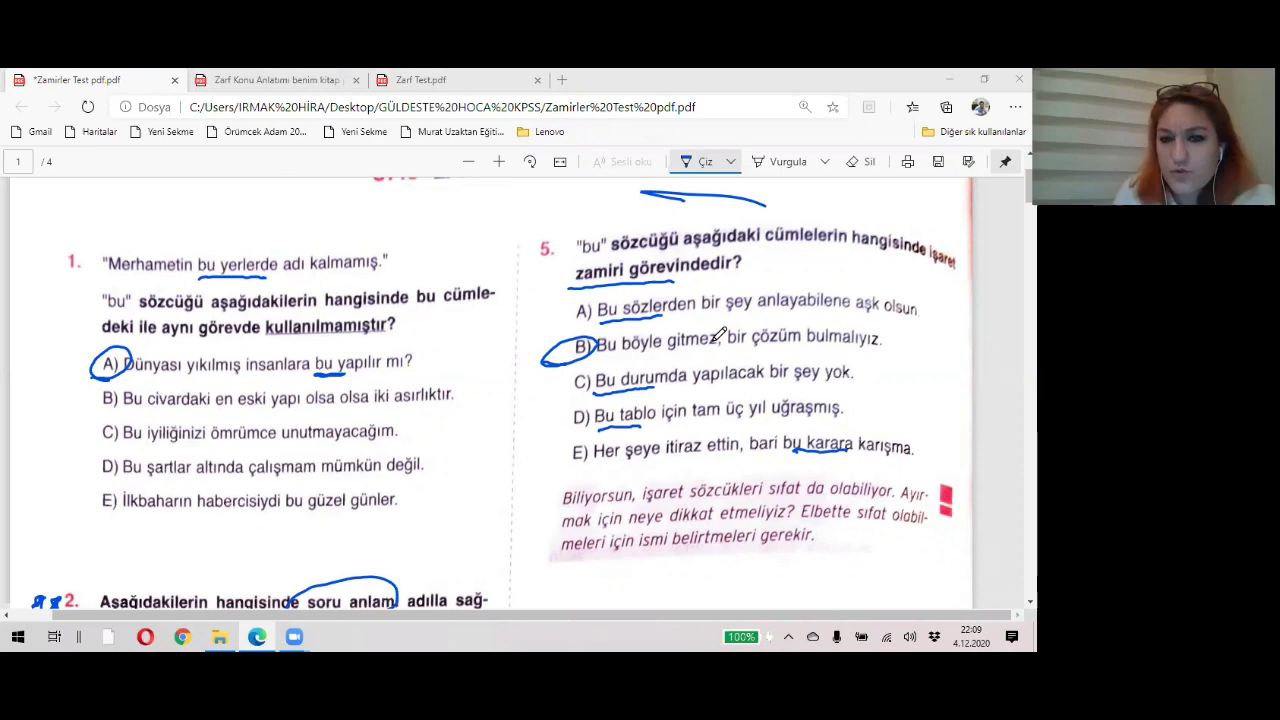 *Zamirler Test pdf.pdf
Zarf Konu Anlatımı benim kitap
Zarf Test.pdf
Dosya
C:/Users/IRMAK%20HİRA/Desktop/GÜLDESTE%20HOCA%20KPSS/Zamirler%20Test%20pdf.pdf
Gmail
Haritalar
Yeni Sekme
Örümcek Adam 20...
Yeni Sekme
Murat Uzaktan Eğiti...
Lenovo
Diğer sık kullanılanlar
1 / 4
Sesli oku
Çiz
Vurgula
Sil
1. "Merhametin bu yerlerde adı kalmamış."
"bu" sözcüğü aşağıdakilerin hangisinde bu cümle-
deki ile aynı görevde kullanılmamıştır?
A) Dünyası yıkılmış insanlara bu yapılır mı?
B) Bu civardaki en eski yapı olsa olsa iki asırlıktır.
C) Bu iyiliğinizi ömrümce unutmayacağım.
D) Bu şartlar altında çalışmam mümkün değil.
E) İlkbaharın habercisiydi bu güzel günler.
2. Aşağıdakilerin hangisinde soru anlamı adılla sağ-
5. "bu" sözcüğü aşağıdaki cümlelerin hangisinde işaret
zamiri görevindedir?
A) Bu sözlerden bir şey anlayabilene aşk olsun.
B) Bu böyle gitmez, bir çözüm bulmalıyız.
C) Bu durumda yapılacak bir şey yok.
D) Bu tablo için tam üç yıl uğraşmış.
E) Her şeye itiraz ettin, bari bu karara karışma.
Biliyorsun, işaret sözcükleri sıfat da olabiliyor. Ayır-
mak için neye dikkat etmeliyiz? Elbette sıfat olabil-
meleri için ismi belirtmeleri gerekir.
!
100%
22:09
4.12.2020